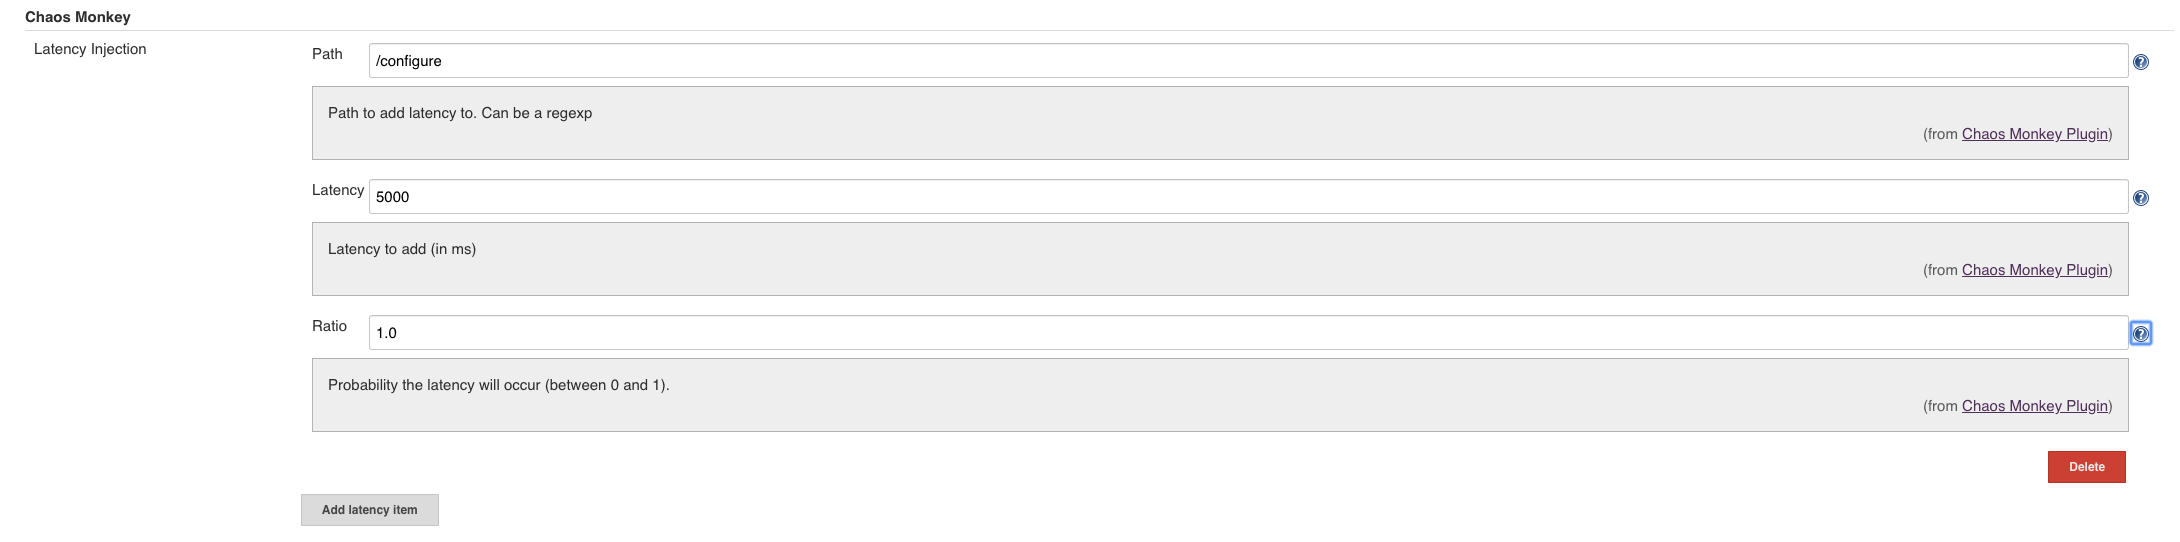 Chaos Monkey
Latency Injection
Path
/configure
?
Path to add latency to. Can be a regexp
(from Chaos Monkey Plugin)
Latency
5000
?
Latency to add (in ms)
(from Chaos Monkey Plugin)
Ratio
1.0
?
Probability the latency will occur (between 0 and 1).
(from Chaos Monkey Plugin)
Delete
Add latency item